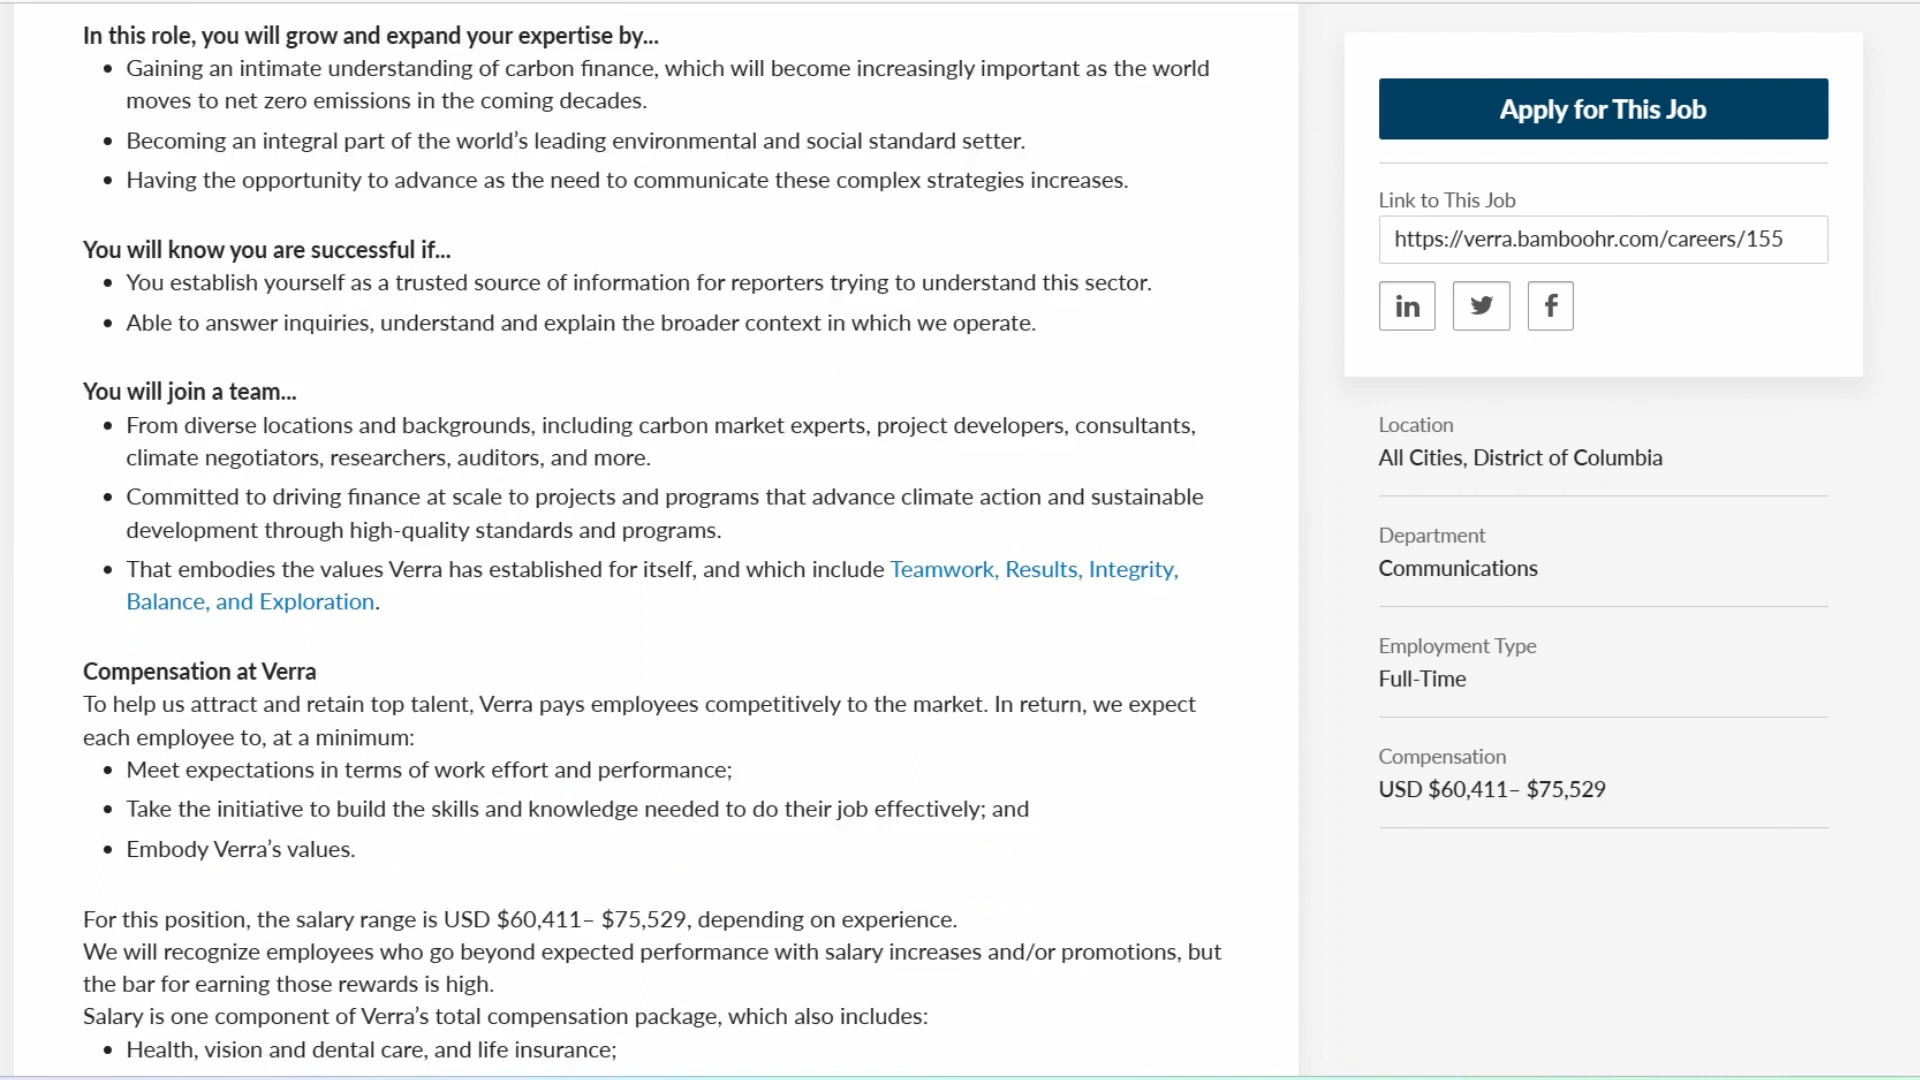 In this role, you will grow and expand your expertise by...
• Gaining an intimate understanding of carbon finance, which will become increasingly important as the world
moves to net zero emissions in the coming decades.
• Becoming an integral part of the world’s leading environmental and social standard setter.
• Having the opportunity to advance as the need to communicate these complex strategies increases.
You will know you are successful if...
• You establish yourself as a trusted source of information for reporters trying to understand this sector.
• Able to answer inquiries, understand and explain the broader context in which we operate.
You will join a team...
• From diverse locations and backgrounds, including carbon market experts, project developers, consultants,
climate negotiators, researchers, auditors, and more.
• Committed to driving finance at scale to projects and programs that advance climate action and sustainable
development through high-quality standards and programs.
• That embodies the values Verra has established for itself, and which include Teamwork, Results, Integrity,
Balance, and Exploration.
Compensation at Verra
To help us attract and retain top talent, Verra pays employees competitively to the market. In return, we expect
each employee to, at a minimum:
• Meet expectations in terms of work effort and performance;
• Take the initiative to build the skills and knowledge needed to do their job effectively; and
• Embody Verra’s values.
For this position, the salary range is USD $60,411– $75,529, depending on experience.
We will recognize employees who go beyond expected performance with salary increases and/or promotions, but
the bar for earning those rewards is high.
Salary is one component of Verra’s total compensation package, which also includes:
• Health, vision and dental care, and life insurance;
Apply for This Job
Link to This Job
https://verra.bamboohr.com/careers/155
in
f
Location
All Cities, District of Columbia
Department
Communications
Employment Type
Full-Time
Compensation
USD $60,411– $75,529